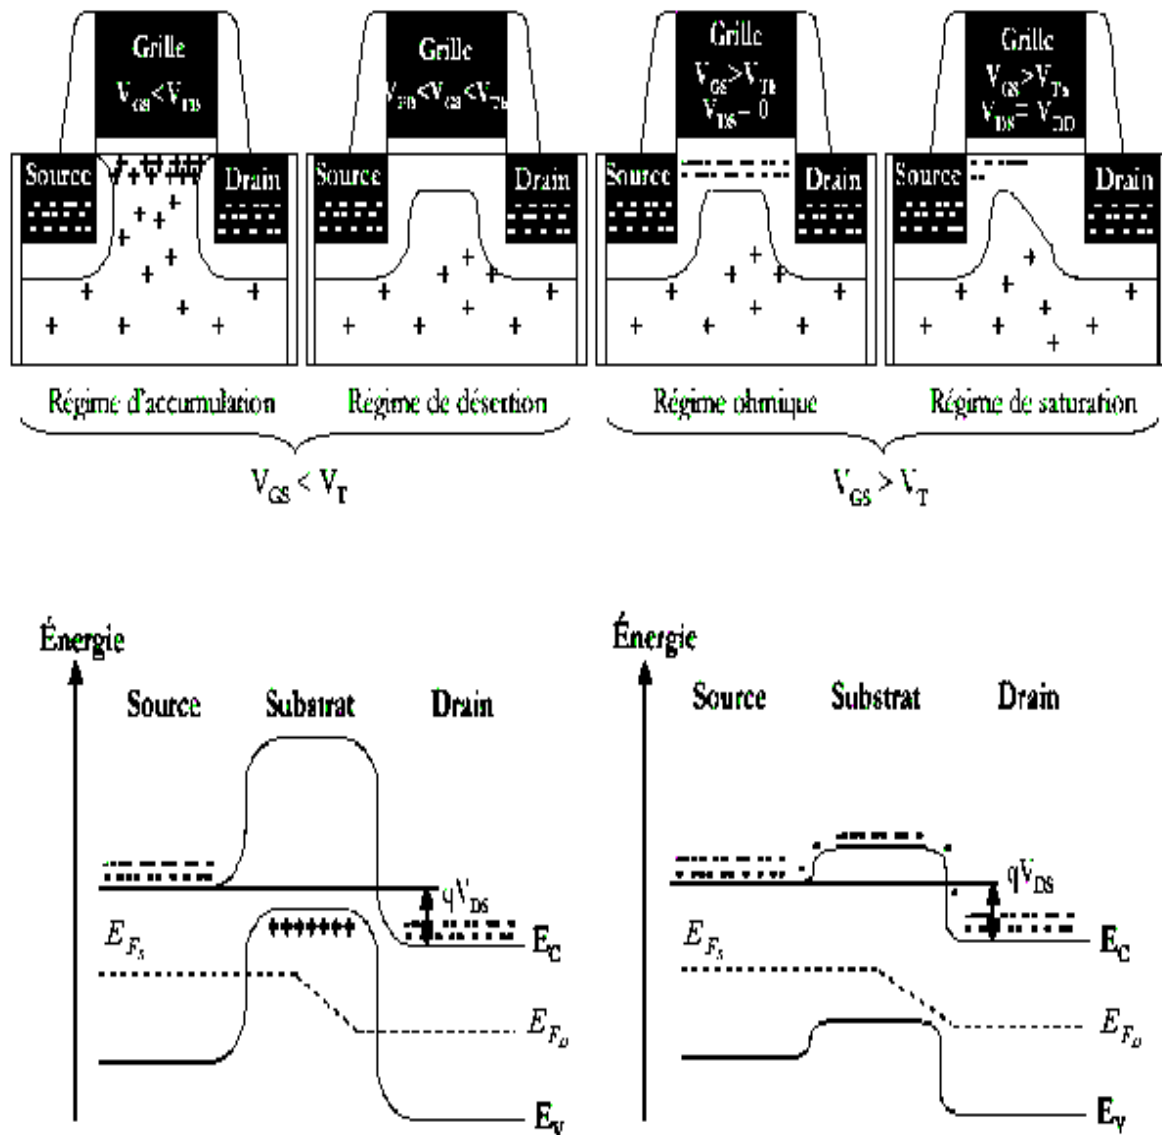 Grille
V_GS<V_FB
Source
Drain
Grille
V_FB<V_GS<V_Th
Source
Drain
Grille
V_GS>V_Th
V_DS=0
Source
Drain
Grille
V_GS>V_Th
V_DS=V_DD
Source
Drain
Régime d'accumulation
Régime de désertion
Régime ohmique
Régime de saturation
V_GS < V_T
V_GS > V_T
Énergie
Source Substrat Drain
qV_DS
E_Fs
E_C
E_FD
E_V
Énergie
Source Substrat Drain
qV_DS
E_Fs
E_C
E_FD
E_V